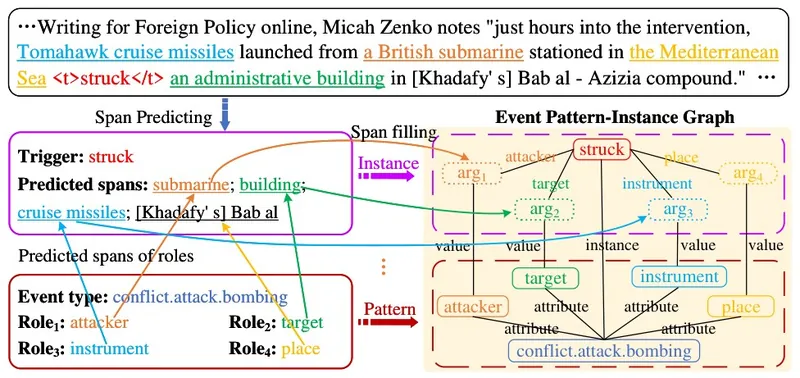 …Writing for Foreign Policy online, Micah Zenko notes "just hours into the intervention,
Tomahawk cruise missiles launched from a British submarine stationed in the Mediterranean
Sea <t>struck</t> an administrative building in [Khadafy' s] Bab al - Azizia compound." …
Span Predicting
Event Pattern-Instance Graph
Span filling
Trigger: struck
Predicted spans: submarine; building;
cruise missiles; [Khadafy' s] Bab al
Instance
struck
attacker
place
target
instrument
arg1
arg4
arg2
arg3
value
value
instance
value
value
Predicted spans of roles
⋮
Event type: conflict.attack.bombing
Role1: attacker
Role2: target
Role3: instrument
Role4: place
Pattern
target
instrument
attacker
place
attribute
attribute
attribute
attribute
conflict.attack.bombing